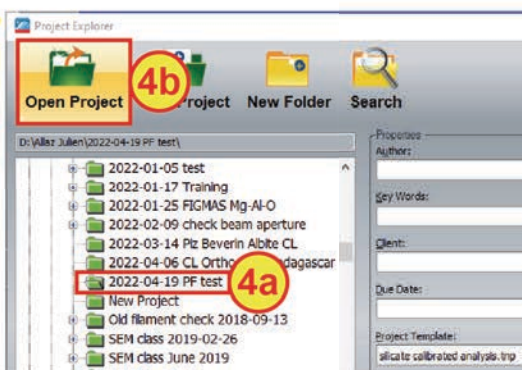 Project Explorer
Open Project
4b
Project
New Folder
Search
D:\Allaz Julien\2022-04-19 PF test\
2022-01-05 test
2022-01-17 Training
2022-01-25 FIGMAS Mg-Al-O
2022-02-09 check beam aperture
2022-03-14 Piz Beverin Albite CL
2022-04-06 CL Ortho dagascar
2022-04-19 PF test
4a
New Project
Old filament check 2018-09-13
SEM class 2019-02-26
SEM class June 2019
Properties
Author:
Key Words:
Client:
Due Date:
Project Template:
silicate calibrated analysis.tnp